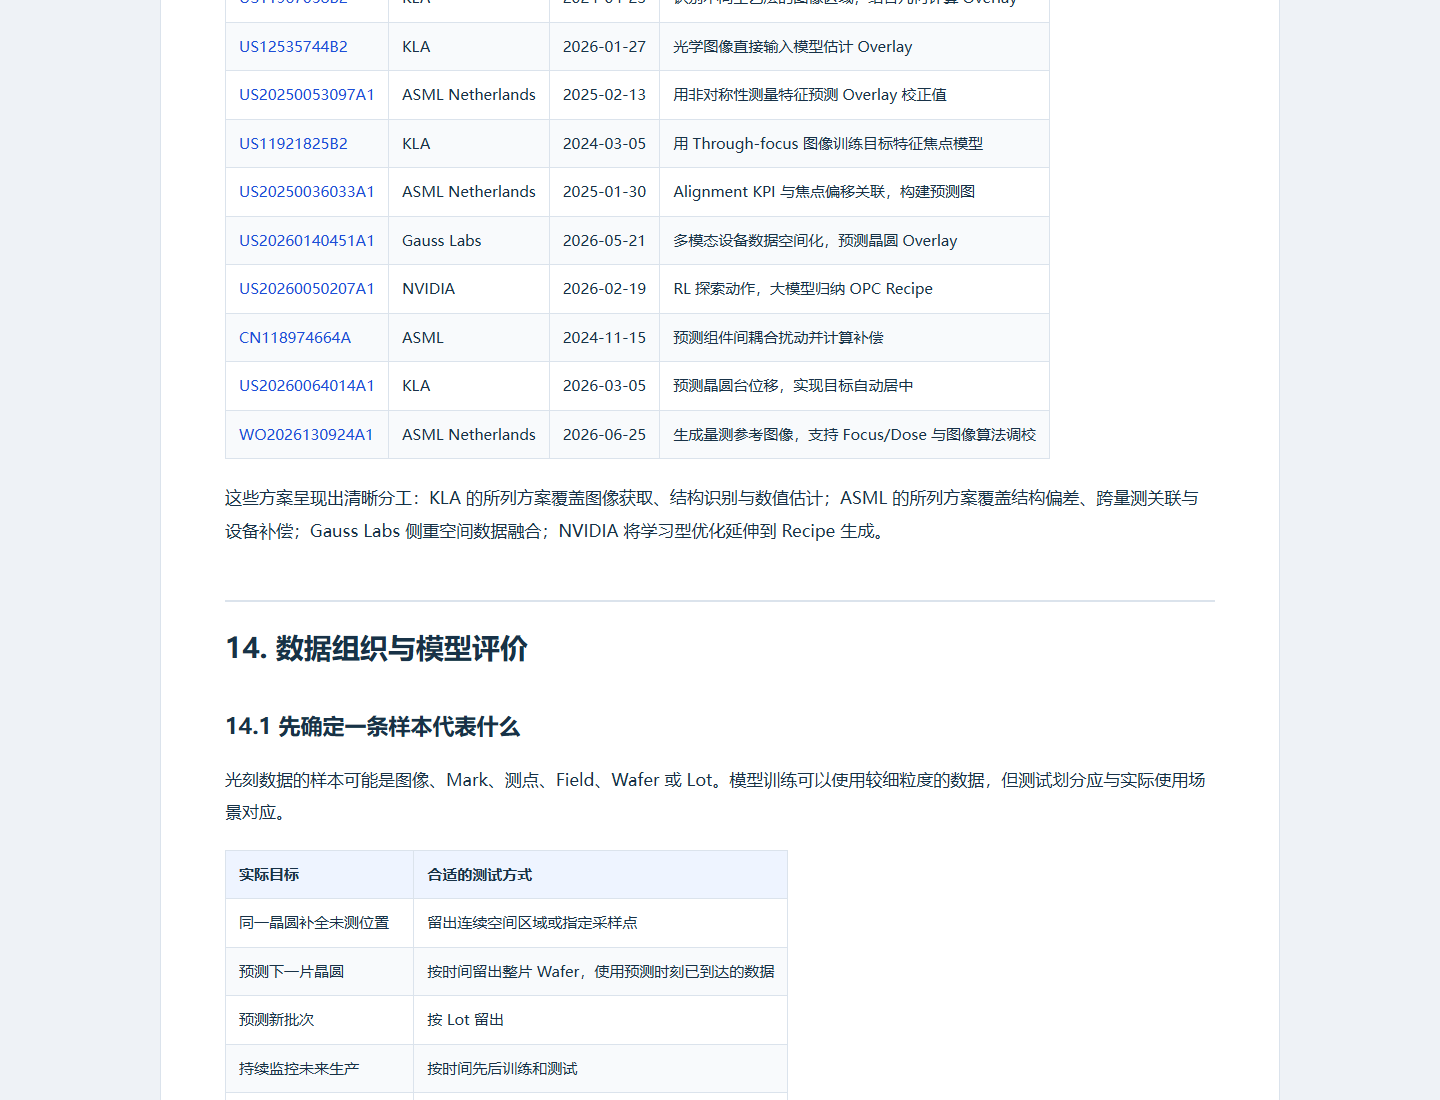 US12535744B2 KLA 2026-01-27 光学图像直接输入模型估计 Overlay
US20250053097A1 ASML Netherlands 2025-02-13 用非对称性测量特征预测 Overlay 校正值
US11921825B2 KLA 2024-03-05 用 Through-focus 图像训练目标特征焦点模型
US20250036033A1 ASML Netherlands 2025-01-30 Alignment KPI 与焦点偏移关联，构建预测图
US20260140451A1 Gauss Labs 2026-05-21 多模态设备数据空间化，预测晶圆 Overlay
US20260050207A1 NVIDIA 2026-02-19 RL 探索动作，大模型归纳 OPC Recipe
CN118974664A ASML 2024-11-15 预测组件间耦合扰动并计算补偿
US20260064014A1 KLA 2026-03-05 预测晶圆台位移，实现目标自动居中
WO2026130924A1 ASML Netherlands 2026-06-25 生成量测参考图像，支持 Focus/Dose 与图像算法调校
这些方案呈现出清晰分工：KLA 的所列方案覆盖图像获取、结构识别与数值估计；ASML 的所列方案覆盖结构偏差、跨量测关联与
设备补偿；Gauss Labs 侧重空间数据融合；NVIDIA 将学习型优化延伸到 Recipe 生成。
14. 数据组织与模型评价
14.1 先确定一条样本代表什么
光刻数据的样本可能是图像、Mark、测点、Field、Wafer 或 Lot。模型训练可以使用较细粒度的数据，但测试划分应与实际使用场
景对应。
实际目标 合适的测试方式
同一晶圆补全未测位置 留出连续空间区域或指定采样点
预测下一片晶圆 按时间留出整片 Wafer，使用预测时刻已到达的数据
预测新批次 按 Lot 留出
持续监控未来生产 按时间先后训练和测试